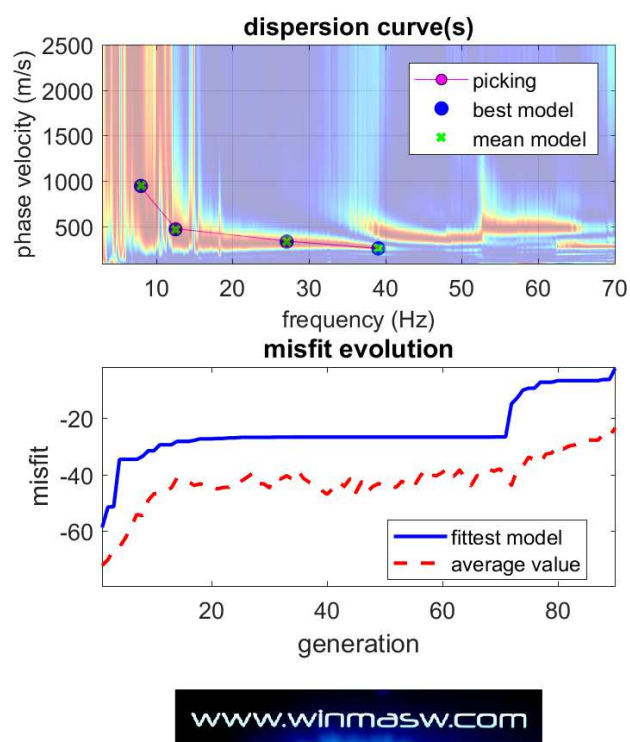 dispersion curve(s)
2500
2000
1500
1000
500
phase velocity (m/s)
picking
best model
mean model
10 20 30 40 50 60 70
frequency (Hz)
misfit evolution
-20
-40
-60
misfit
fittest model
average value
20 40 60 80
generation
www.winmasw.com